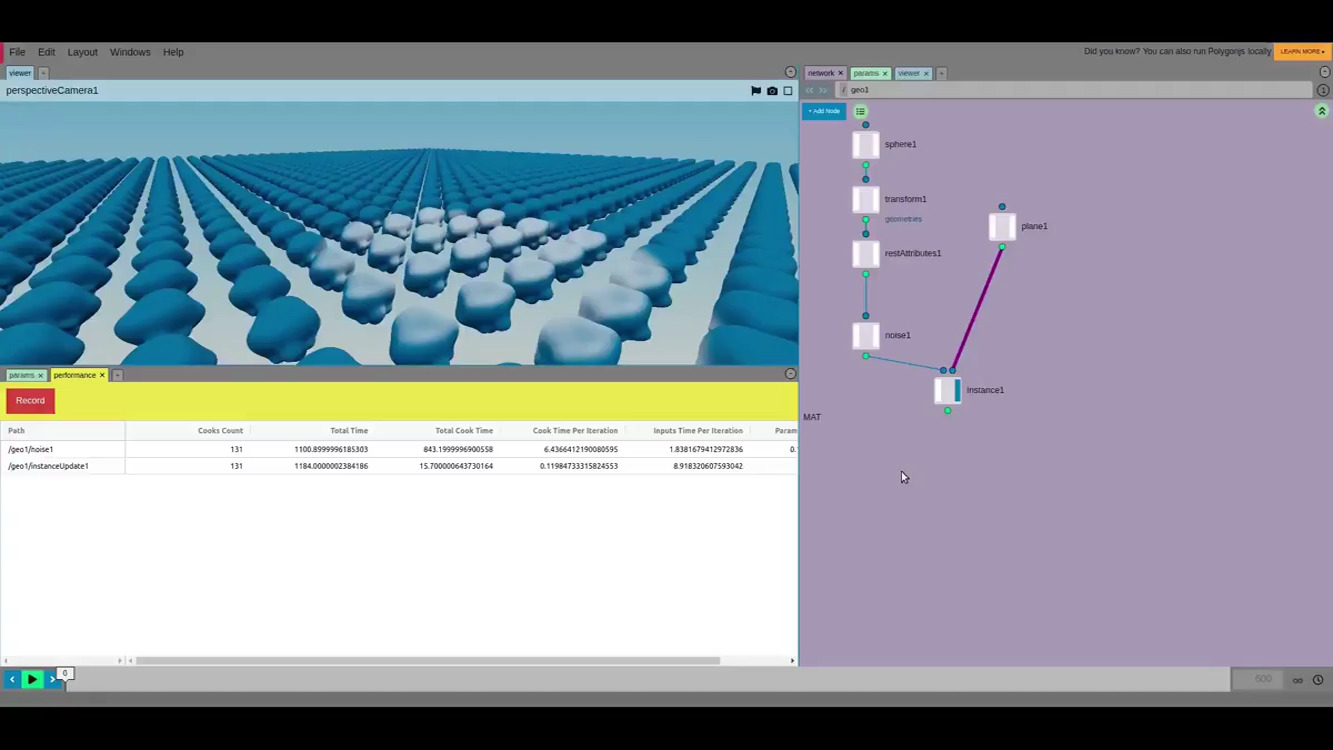 File Edit Layout Windows Help
Did you know? You can also run Polygonjs locally
LEARN MORE
viewer
perspectiveCamera1
network params viewer
/ geo1
+ Add Node
sphere1
transform1
geometries
plane1
restAttributes1
noise1
instance1
MAT
params performance
Record
Path Cooks Count Total Time Total Cook Time Cook Time Per Iteration Inputs Time Per Iteration Param
/geo1/noise1 131 1100.8999996185303 843.1999996900558 6.4366412190080595 1.8381679412972836 0.
/geo1/instanceUpdate1 131 1184.0000002384186 15.700000643730164 0.11984733315824553 8.918320607593042
0
600